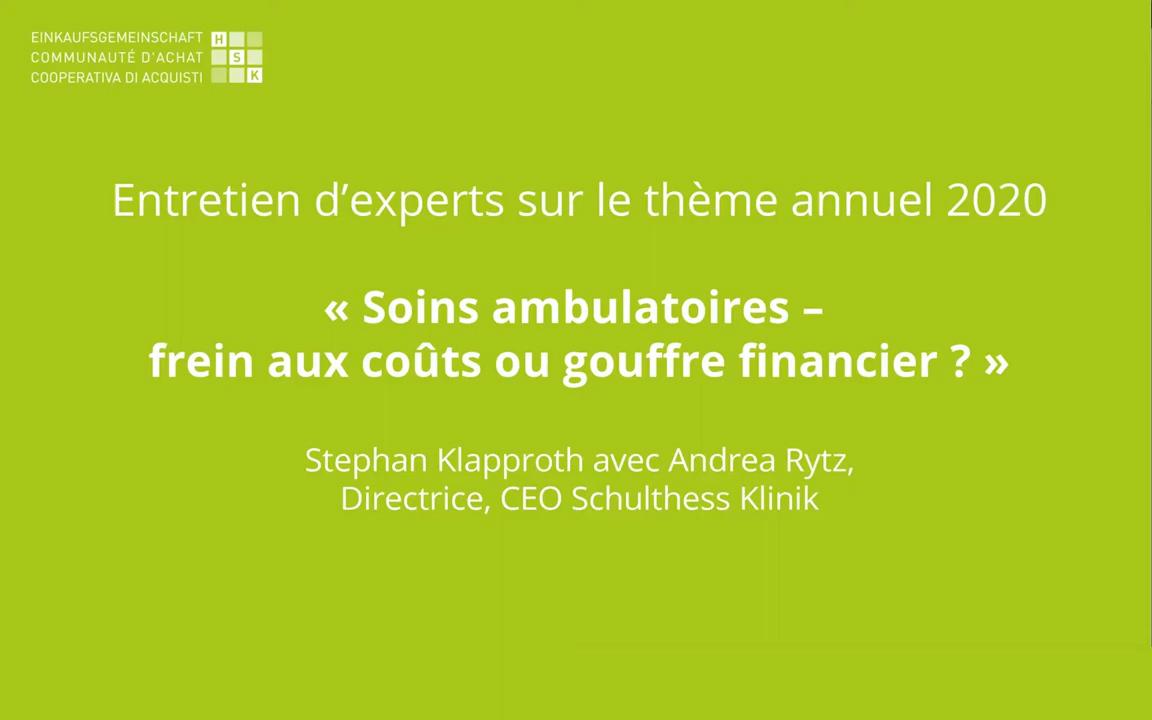 EINKAUFSGEMEINSCHAFT H
COMMUNAUTÉ D'ACHAT S
COOPERATIVA DI ACQUISTI K
Entretien d’experts sur le thème annuel 2020
« Soins ambulatoires –
frein aux coûts ou gouffre financier ? »
Stephan Klapproth avec Andrea Rytz,
Directrice, CEO Schulthess Klinik